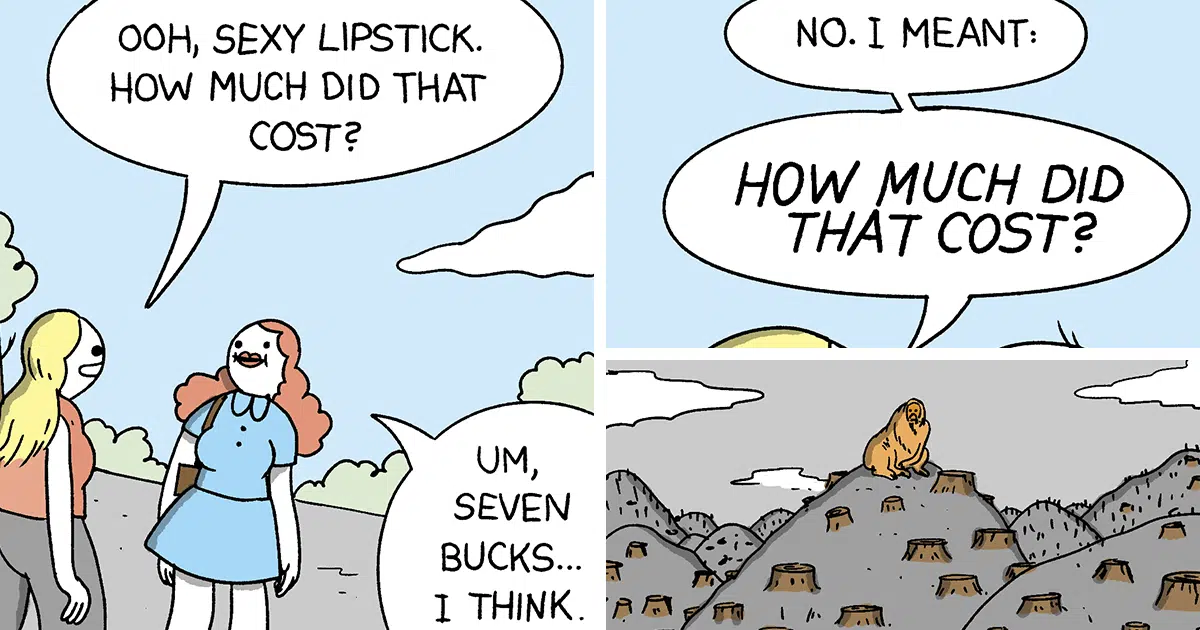 OOH, SEXY LIPSTICK.
HOW MUCH DID THAT
COST?
UM,
SEVEN
BUCKS...
I THINK.
NO. I MEANT:
HOW MUCH DID
THAT COST?